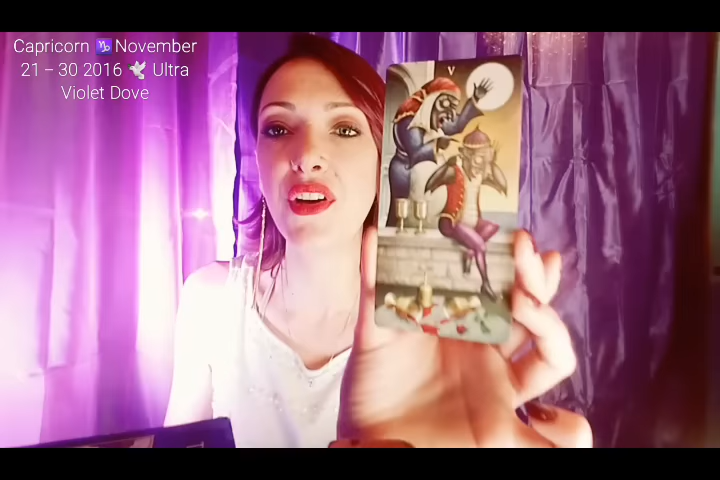 Capricorn ♑ November
21 – 30 2016 🕊 Ultra
Violet Dove
V